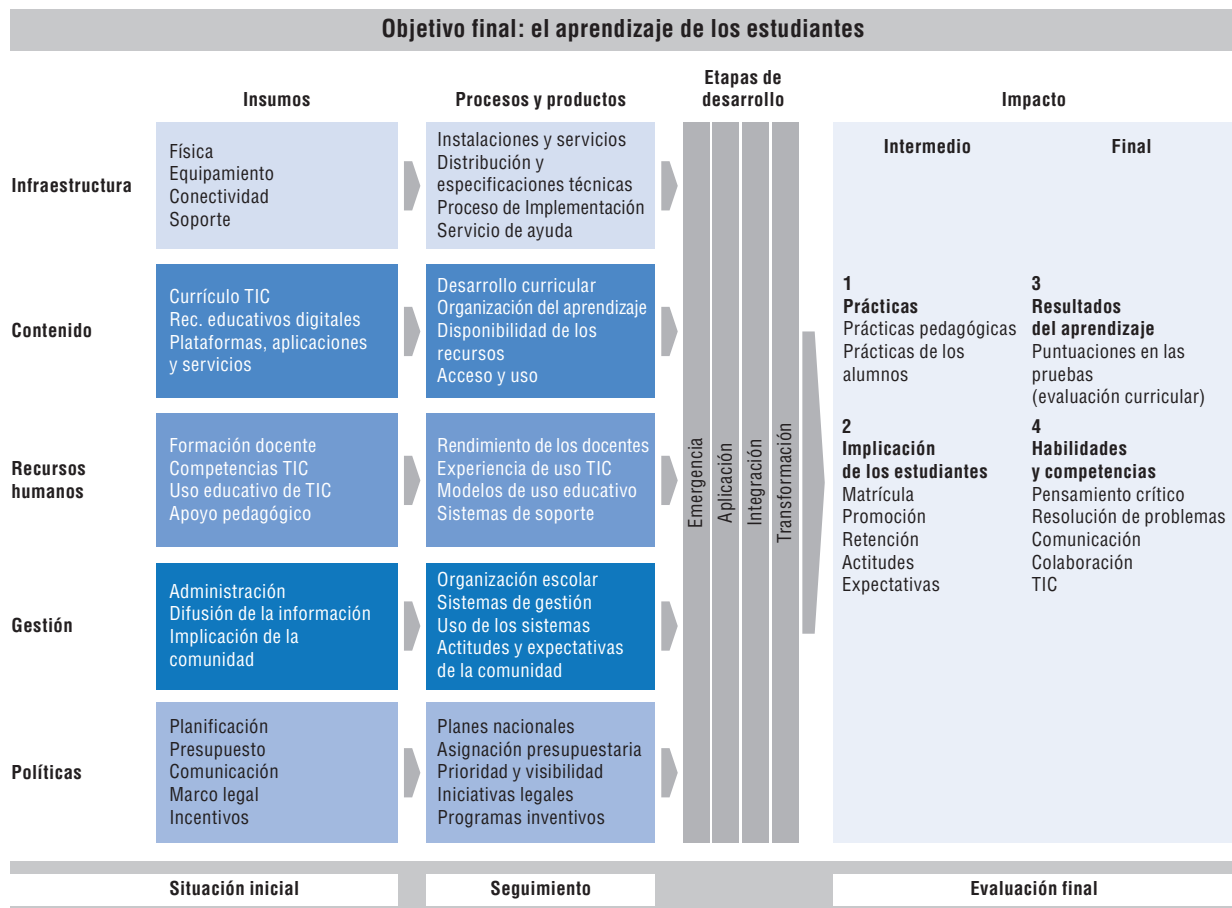 Objetivo final: el aprendizaje de los estudiantes
Insumos
Procesos y productos
Etapas de
desarrollo
Impacto
Infraestructura
Física
Equipamiento
Conectividad
Soporte
Instalaciones y servicios
Distribución y
especificaciones técnicas
Proceso de Implementación
Servicio de ayuda
Contenido
Currículo TIC
Rec. educativos digitales
Plataformas, aplicaciones
y servicios
Desarrollo curricular
Organización del aprendizaje
Disponibilidad de los
recursos
Acceso y uso
Recursos
humanos
Formación docente
Competencias TIC
Uso educativo de TIC
Apoyo pedagógico
Rendimiento de los docentes
Experiencia de uso TIC
Modelos de uso educativo
Sistemas de soporte
Gestión
Administración
Difusión de la información
Implicación de la
comunidad
Organización escolar
Sistemas de gestión
Uso de los sistemas
Actitudes y expectativas
de la comunidad
Políticas
Planificación
Presupuesto
Comunicación
Marco legal
Incentivos
Planes nacionales
Asignación presupuestaria
Prioridad y visibilidad
Iniciativas legales
Programas inventivos
Emergencia
Aplicación
Integración
Transformación
Intermedio
Final
1
Prácticas
Prácticas pedagógicas
Prácticas de los
alumnos
2
Implicación
de los estudiantes
Matrícula
Promoción
Retención
Actitudes
Expectativas
3
Resultados
del aprendizaje
Puntuaciones en las
pruebas
(evaluación curricular)
4
Habilidades
y competencias
Pensamiento crítico
Resolución de problemas
Comunicación
Colaboración
TIC
Situación inicial
Seguimiento
Evaluación final